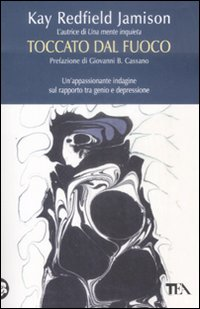 Kay Redfield Jamison
L'autrice di Una mente inquieta
TOCCATO DAL FUOCO
Prefazione di Giovanni B. Cassano
Un'appassionante indagine
sul rapporto tra genio e depressione
TEA